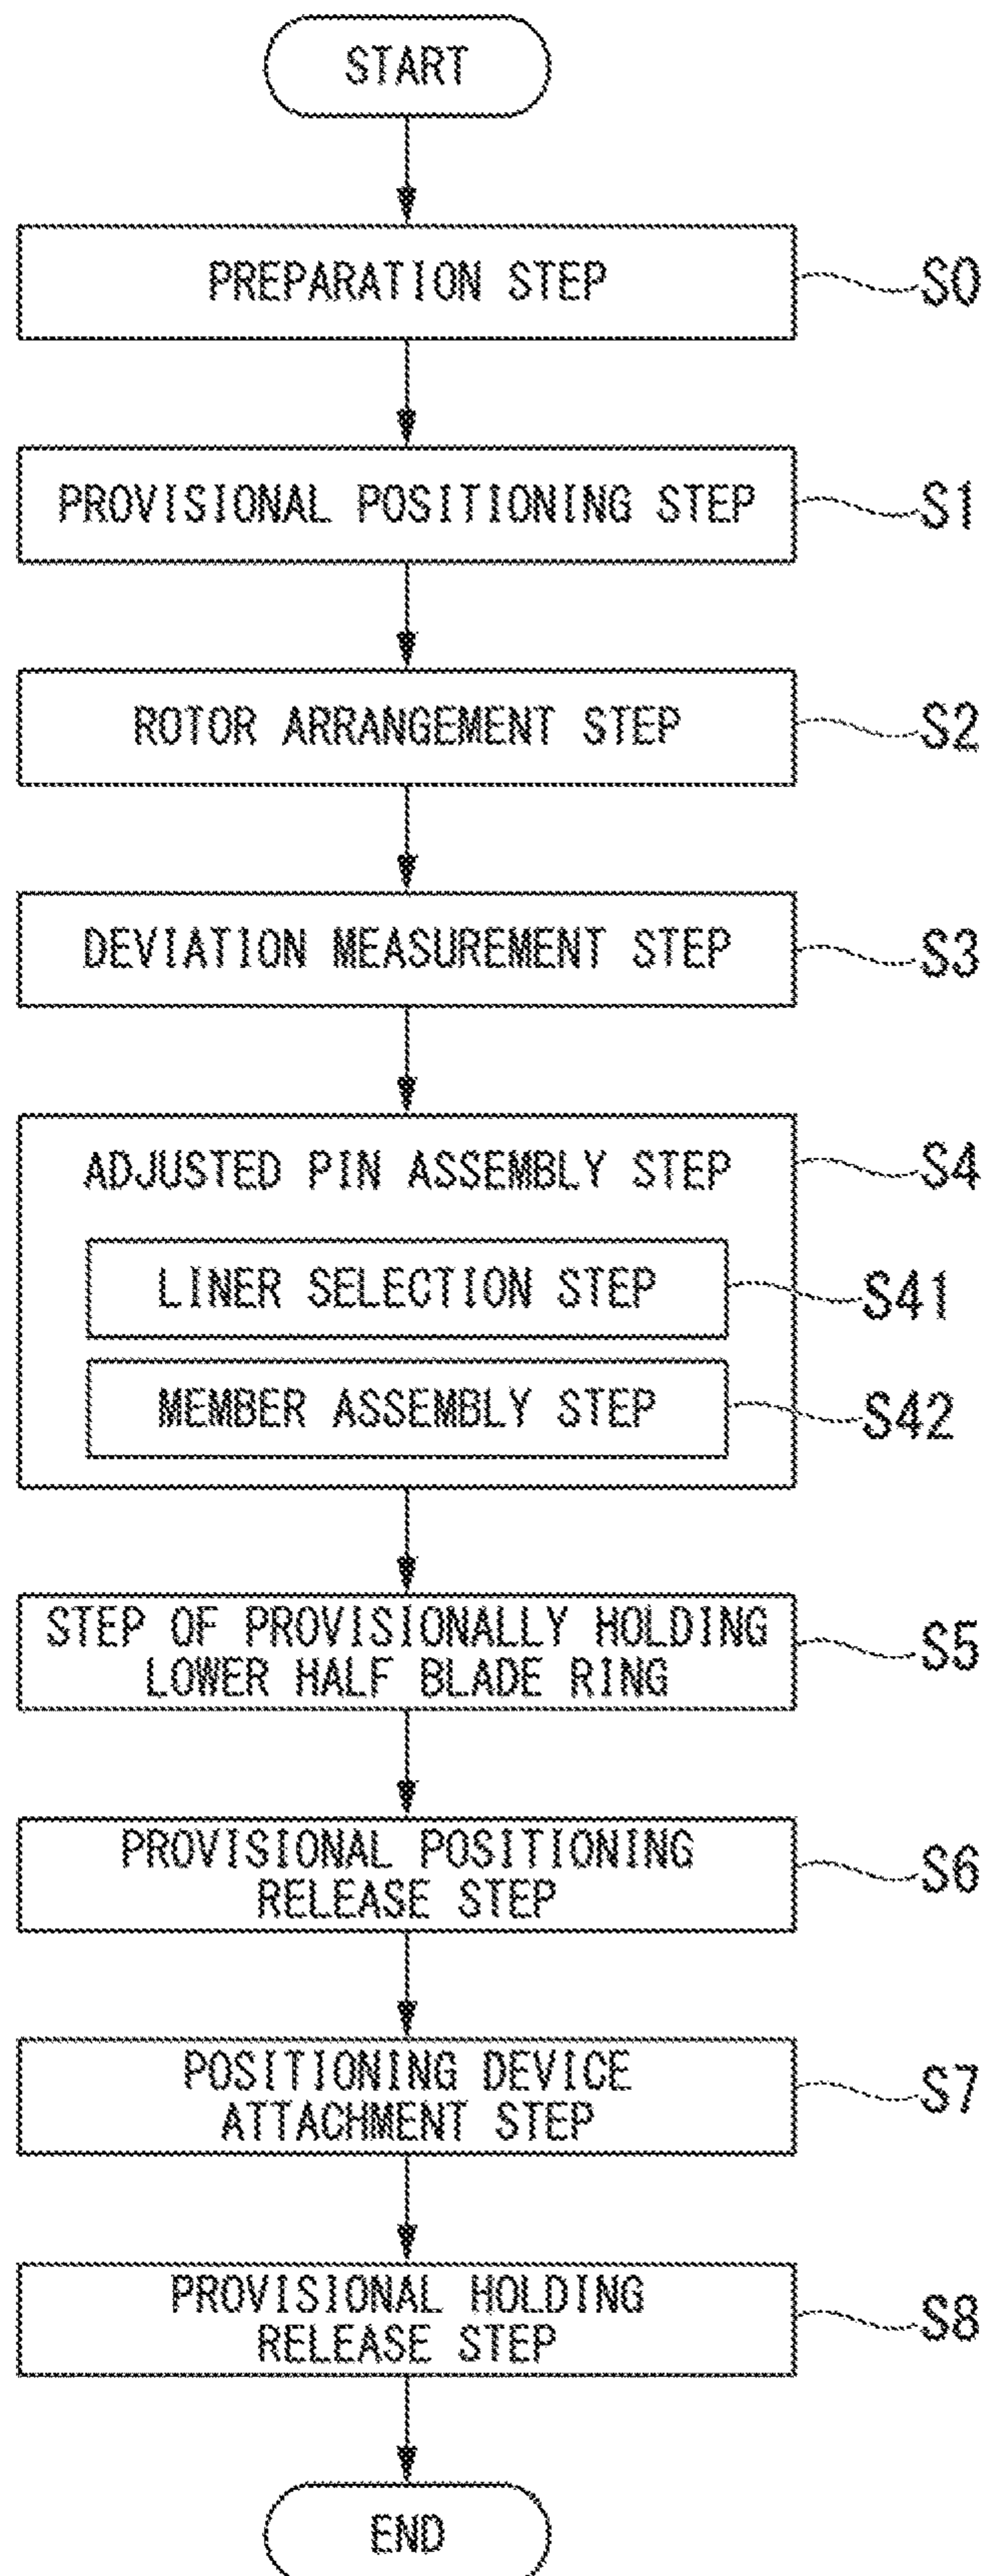 START
PREPARATION STEP
S0
PROVISIONAL POSITIONING STEP
S1
ROTOR ARRANGEMENT STEP
S2
DEVIATION MEASUREMENT STEP
S3
ADJUSTED PIN ASSEMBLY STEP
S4
LINER SELECTION STEP
S41
MEMBER ASSEMBLY STEP
S42
STEP OF PROVISIONALLY HOLDING
LOWER HALF BLADE RING
S5
PROVISIONAL POSITIONING
RELEASE STEP
S6
POSITIONING DEVICE
ATTACHMENT STEP
S7
PROVISIONAL HOLDING
RELEASE STEP
S8
END